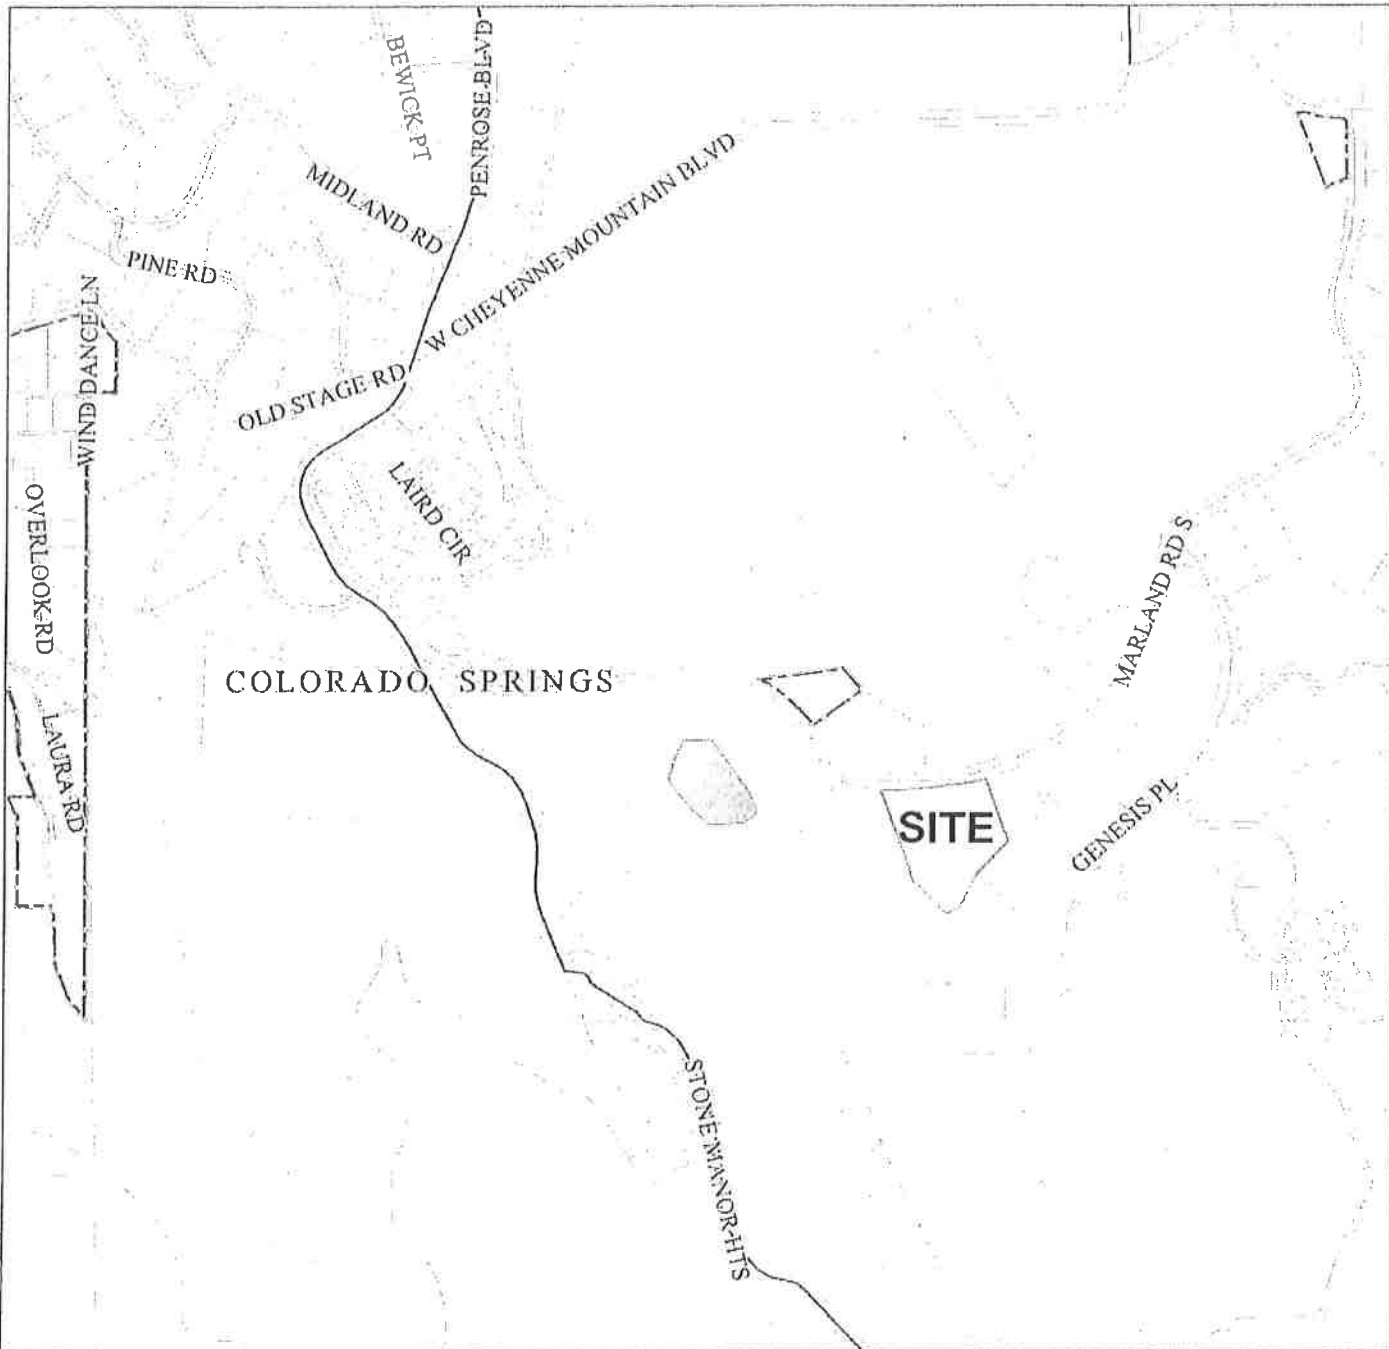 BEWICK PT
PENROSE BLVD
MIDLAND RD
W CHEYENNE MOUNTAIN BLVD
PINE RD
WIND DANCE LN
OLD STAGE RD
LAIRD CIR
OVERLOOK RD
MARLAND RD S
COLORADO SPRINGS
LAURA RD
SITE
GENESIS PL
STONE MANOR HTS